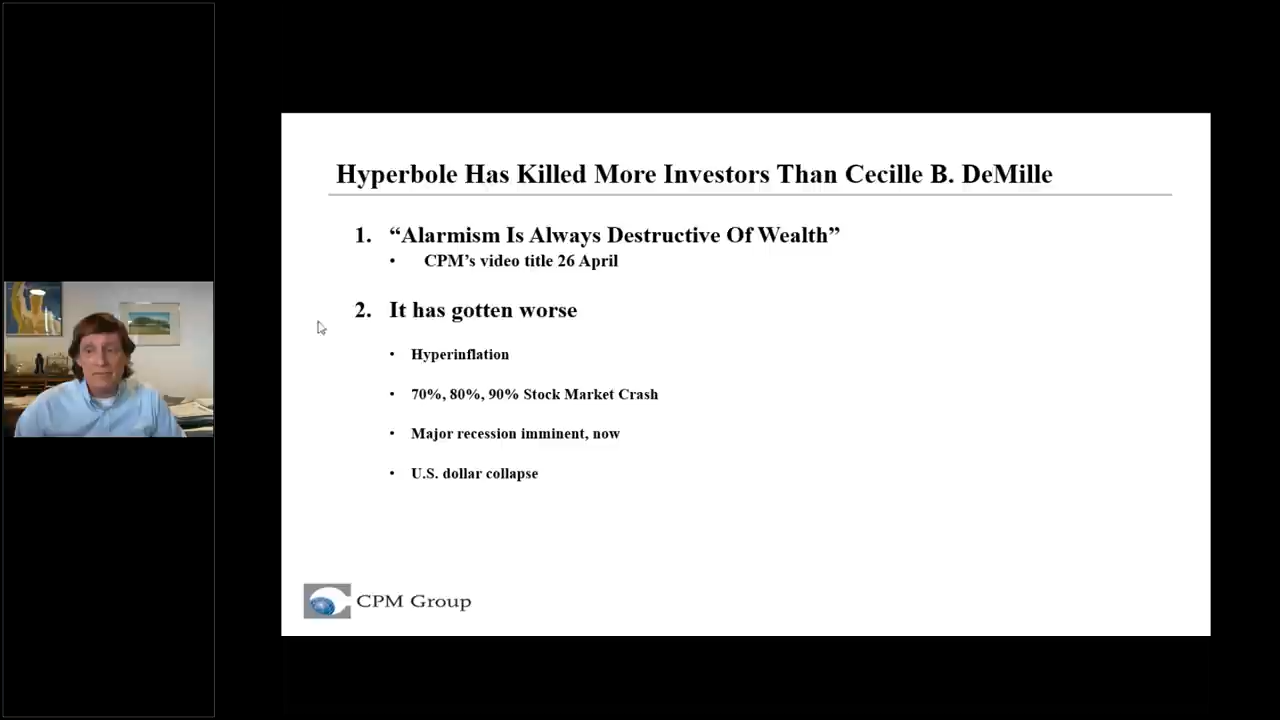 Hyperbole Has Killed More Investors Than Cecille B. DeMille
1. “Alarmism Is Always Destructive Of Wealth”
• CPM’s video title 26 April
2. It has gotten worse
• Hyperinflation
• 70%, 80%, 90% Stock Market Crash
• Major recession imminent, now
• U.S. dollar collapse
CPM Group